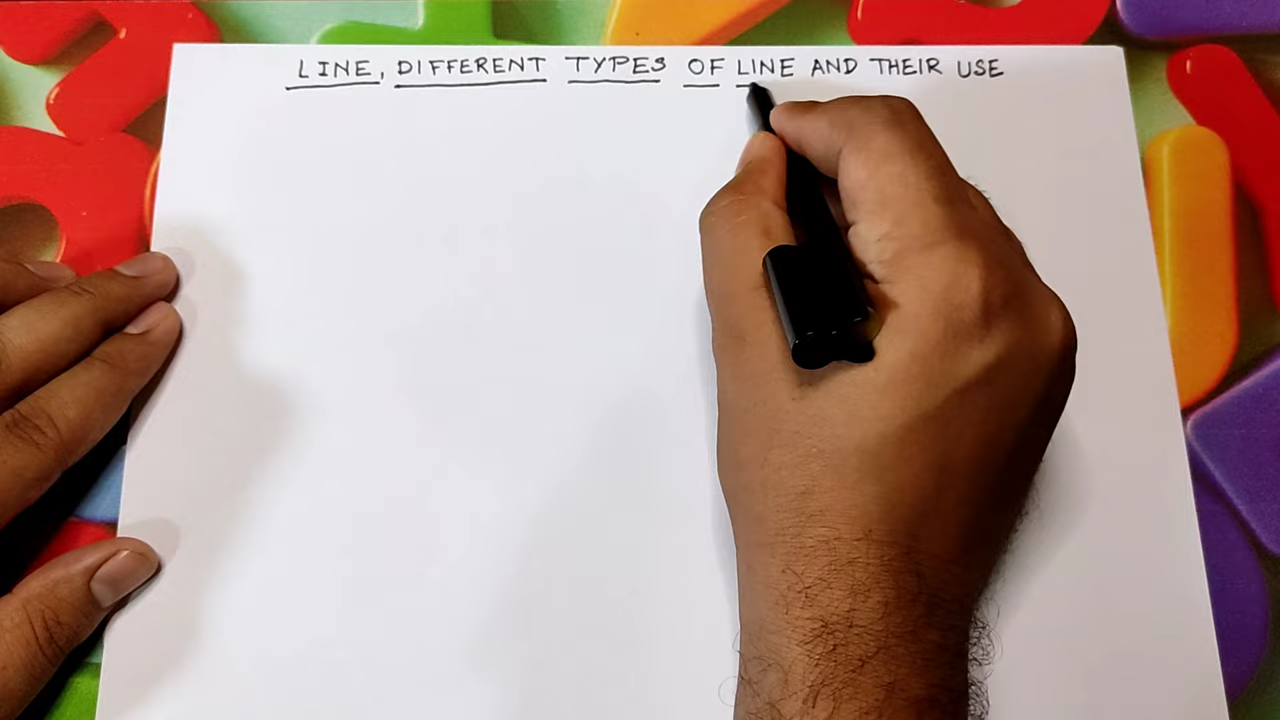 LINE, DIFFERENT TYPES OF LINE AND THEIR USE